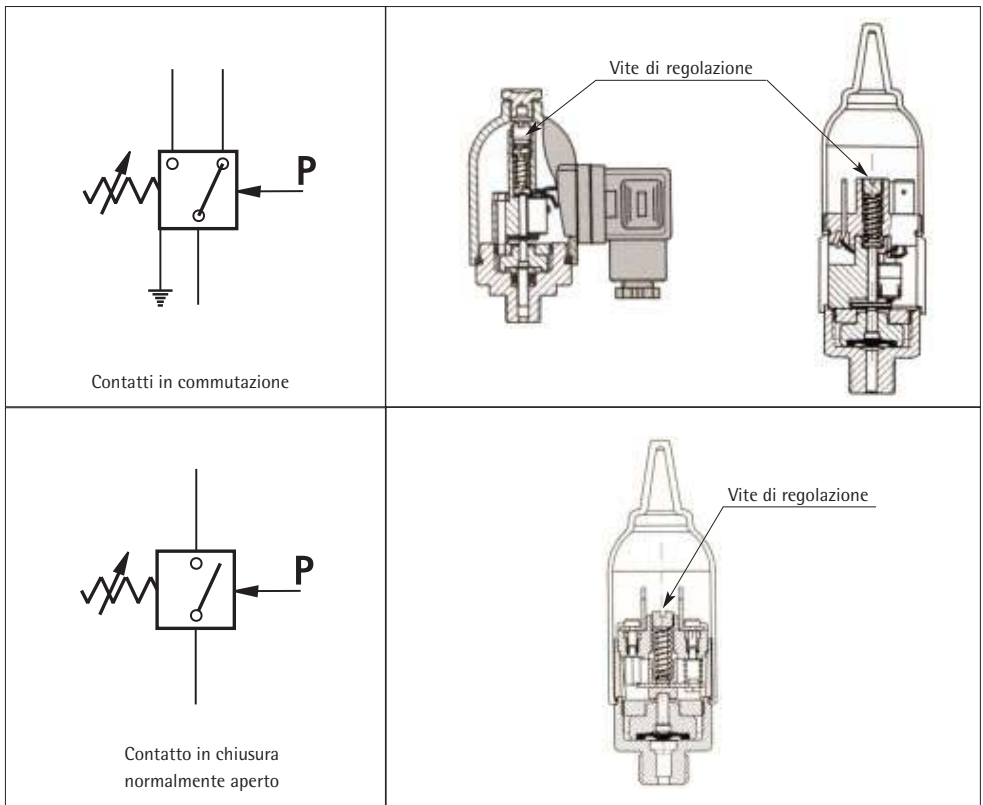 P
Vite di regolazione
Contatti in commutazione
P
Vite di regolazione
Contatto in chiusura
normalmente aperto